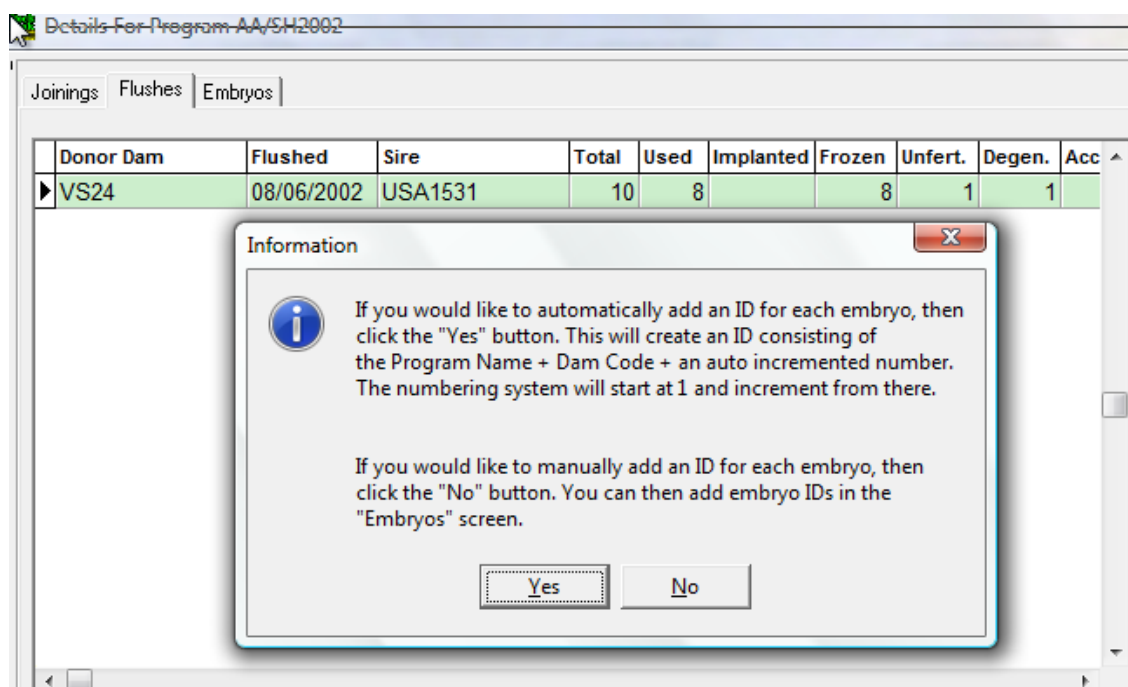 Details For Program AA/SH2002
Joinings Flushes Embryos
Donor Dam Flushed Sire Total Used Implanted Frozen Unfert. Degen. Acc
VS24 08/06/2002 USA1531 10 8 8 1 1
Information
If you would like to automatically add an ID for each embryo, then
click the "Yes" button. This will create an ID consisting of
the Program Name + Dam Code + an auto incremented number.
The numbering system will start at 1 and increment from there.
If you would like to manually add an ID for each embryo, then
click the "No" button. You can then add embryo IDs in the
"Embryos" screen.
Yes No